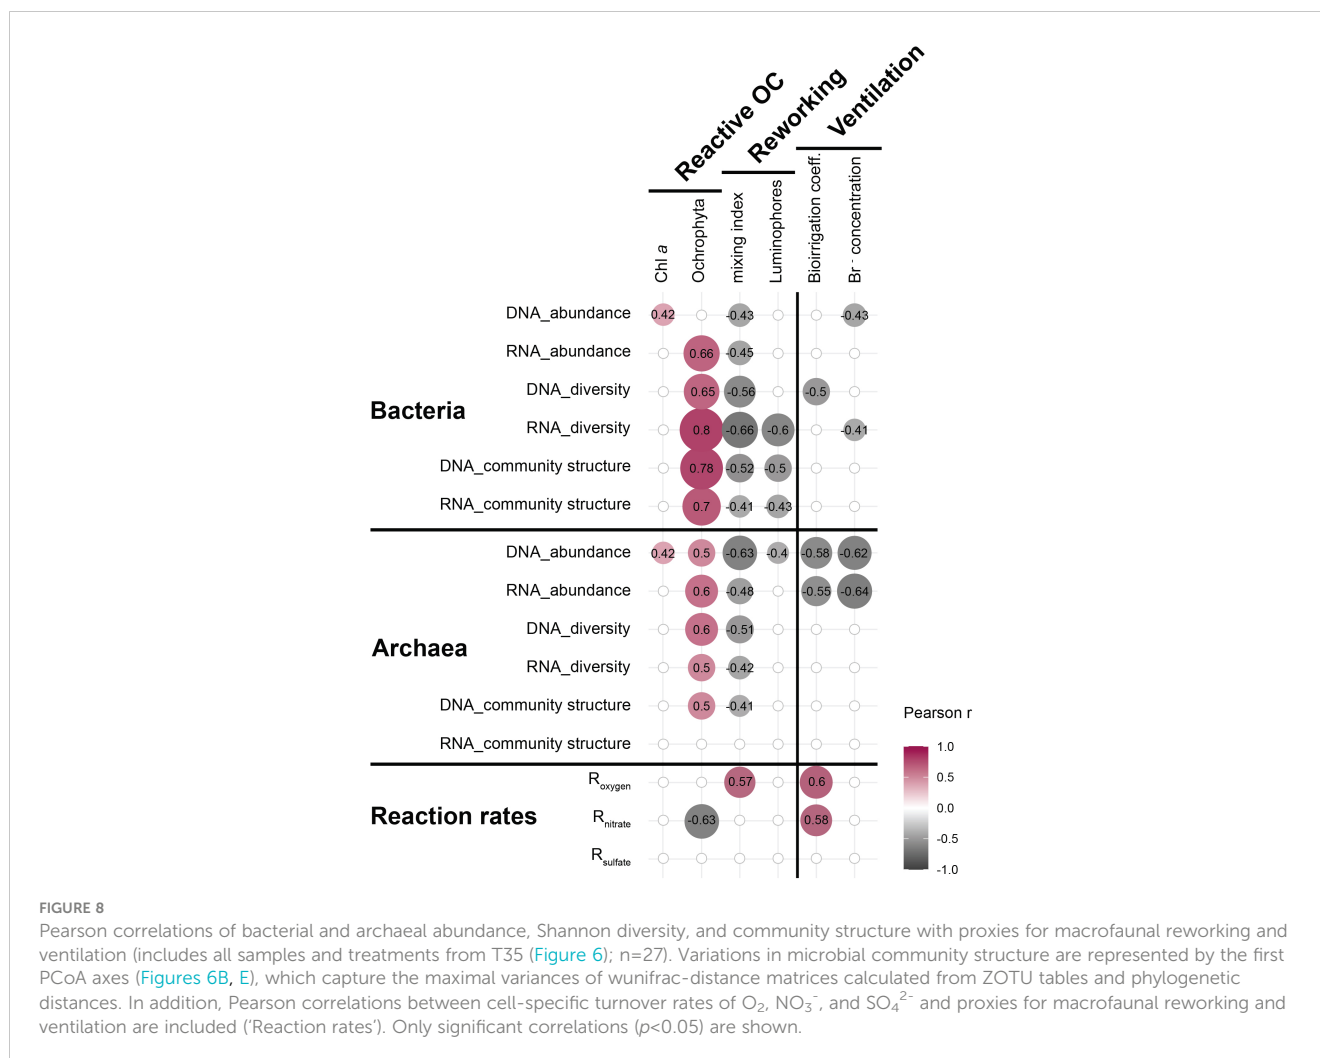 Reactive OC
Reworking
Ventilation
Chl a
Ochrophyta
mixing index
Luminophores
Bioirrigation coeff.
Br⁻ concentration
DNA_abundance 0.42 -0.43 -0.43
RNA_abundance 0.66 -0.45
DNA_diversity 0.65 -0.56 -0.5
Bacteria
RNA_diversity 0.8 -0.66 -0.6 -0.41
DNA_community structure 0.78 -0.52 -0.5
RNA_community structure 0.7 -0.41 -0.43
DNA_abundance 0.42 0.5 -0.63 -0.4 -0.58 -0.62
RNA_abundance 0.6 -0.48 -0.55 -0.64
DNA_diversity 0.6 -0.51
Archaea
RNA_diversity 0.5 -0.42
DNA_community structure 0.5 -0.41
RNA_community structure
Roxygen 0.57 0.6
Reaction rates
Rnitrate -0.63 0.58
Rsulfate
Pearson r
1.0
0.5
0.0
-0.5
-1.0
FIGURE 8
Pearson correlations of bacterial and archaeal abundance, Shannon diversity, and community structure with proxies for macrofaunal reworking and
ventilation (includes all samples and treatments from T35 (Figure 6); n=27). Variations in microbial community structure are represented by the first
PCoA axes (Figures 6B, E), which capture the maximal variances of wunifrac-distance matrices calculated from ZOTU tables and phylogenetic
distances. In addition, Pearson correlations between cell-specific turnover rates of O₂, NO₃⁻, and SO₄²⁻ and proxies for macrofaunal reworking and
ventilation are included (‘Reaction rates’). Only significant correlations (p<0.05) are shown.